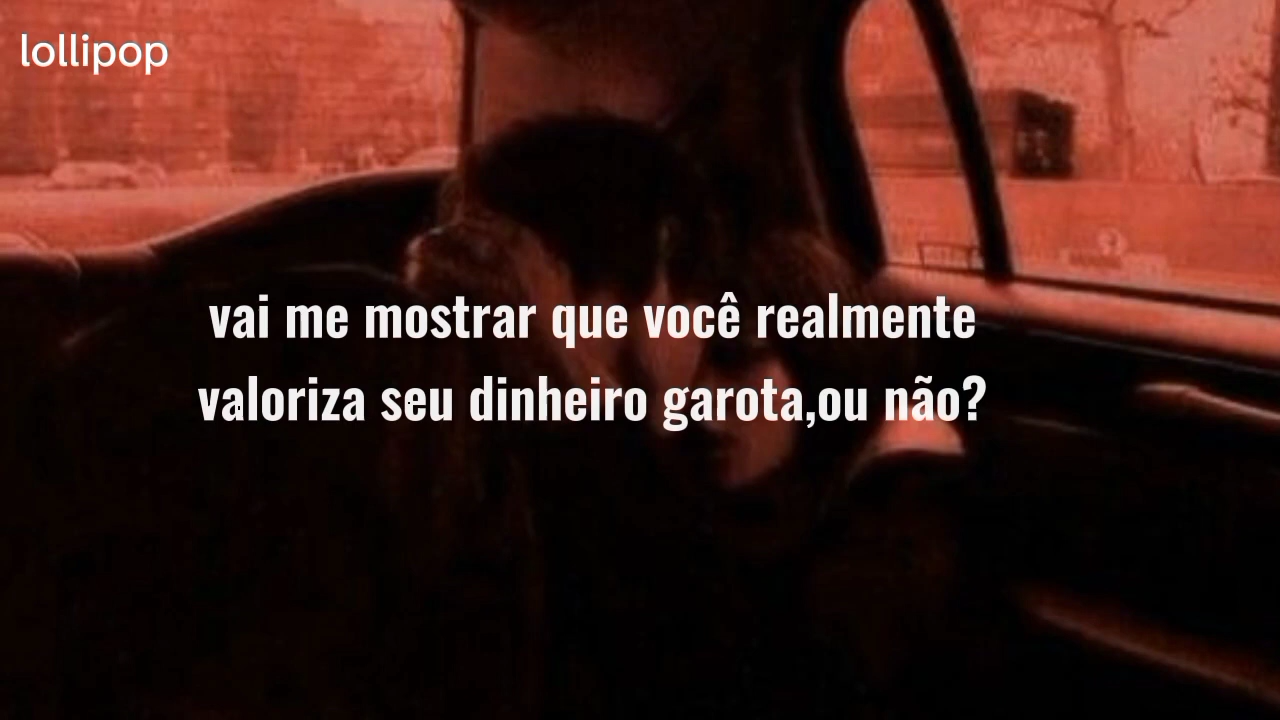 lollipop
vai me mostrar que você realmente
valoriza seu dinheiro garota,ou não?